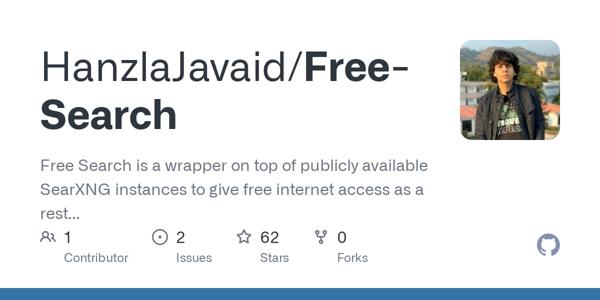 HanzlaJavaid/Free-
Search
Free Search is a wrapper on top of publicly available
SearXNG instances to give free internet access as a
rest...
1 2 62 0
Contributor Issues Stars Forks